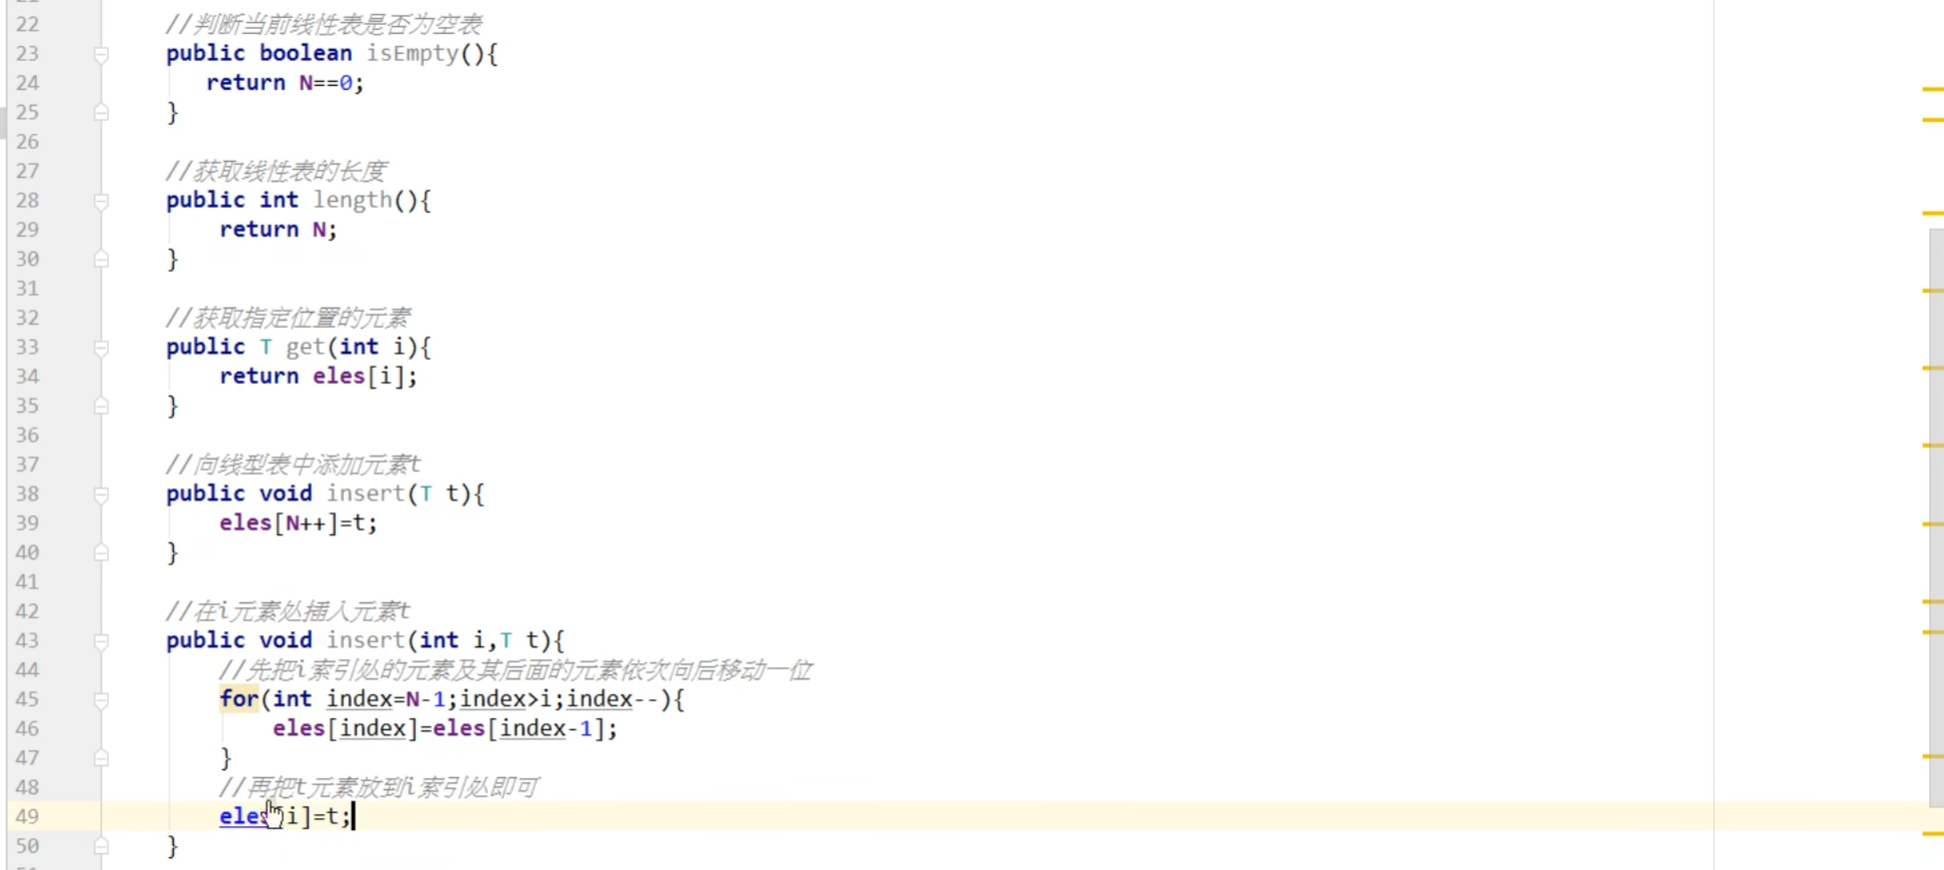 22 //判断当前线性表是否为空表
23 public boolean isEmpty(){
24 return N==0;
25 }
26
27 //获取线性表的长度
28 public int length(){
29 return N;
30 }
31
32 //获取指定位置的元素
33 public T get(int i){
34 return eles[i];
35 }
36
37 //向线型表中添加元素t
38 public void insert(T t){
39 eles[N++]=t;
40 }
41
42 //在i元素处插入元素t
43 public void insert(int i,T t){
44 //先把i索引处的元素及其后面的元素依次向后移动一位
45 for(int index=N-1;index>i;index--){
46 eles[index]=eles[index-1];
47 }
48 //再把t元素放到i索引处即可
49 eles[i]=t;
50 }